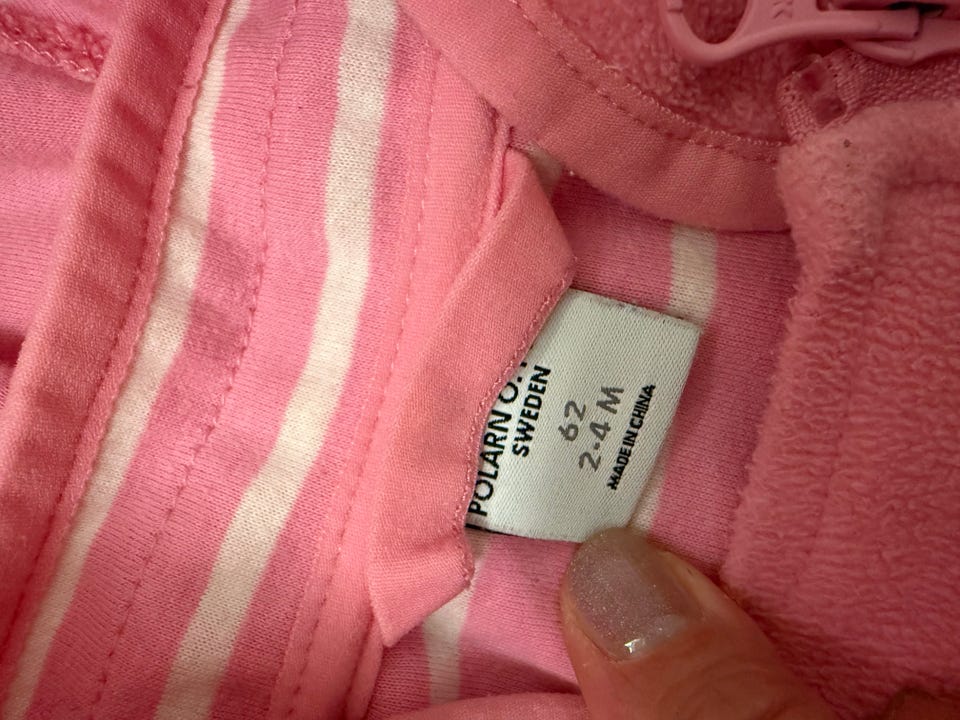 POLARN O.
SWEDEN
62
2-4 M
MADE IN CHINA